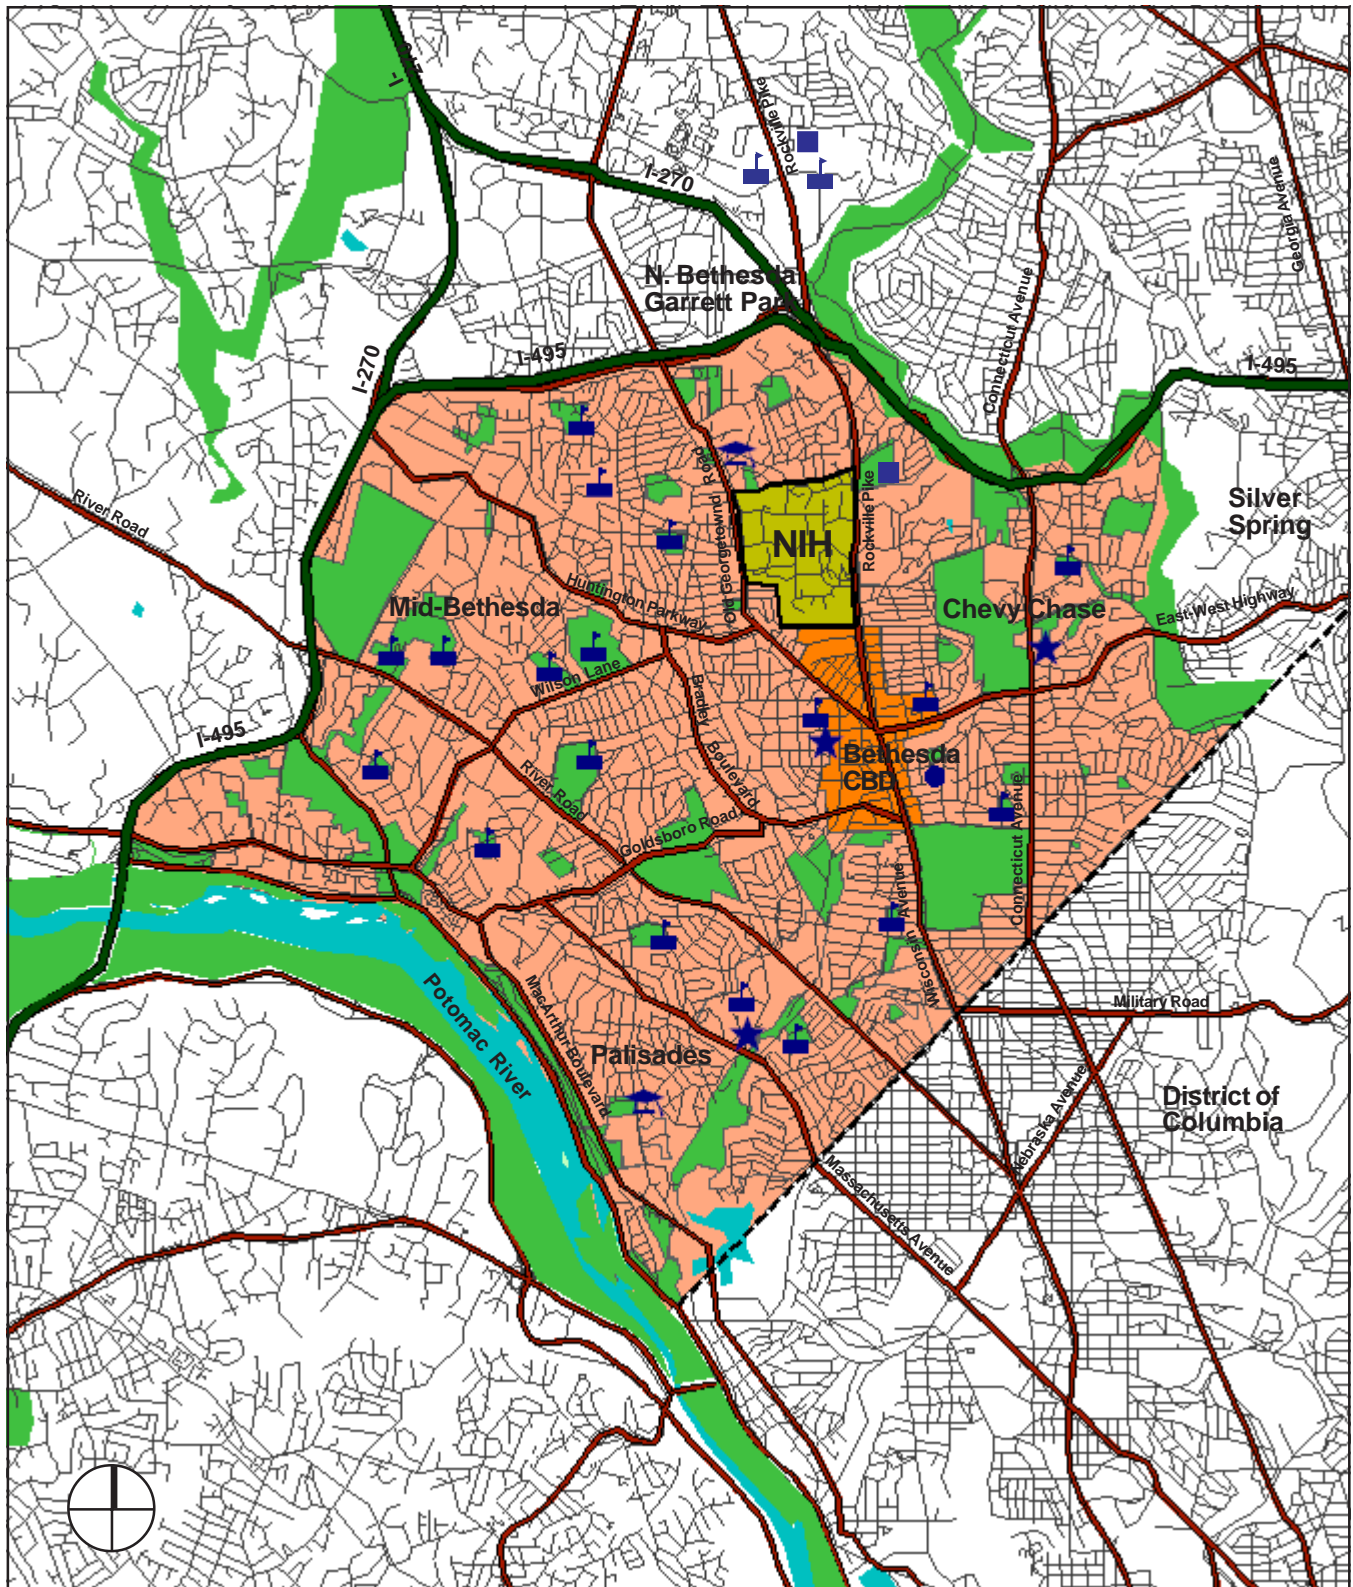 I-270
Rockville Pike
I-270
Georgia Avenue
N. Bethesda
Garrett Park
Connecticut Avenue
I-495
I-270
I-495
River Road
Old Georgetownd Road
Rockville Pike
NIH
Silver
Spring
Huntington Parkway
Mid-Bethesda
Chevy Chase
East-West Highway
Wilson Lane
Bradley Boulevard
I-495
Bethesda
CBD
River Road
Goldsboro Road
Connecticut Avenue
Wisconsin Avenue
Potomac River
MacArthur Boulevard
Military Road
Palisades
Nebraska Avenue
District of
Columbia
Massachusetts Avenue